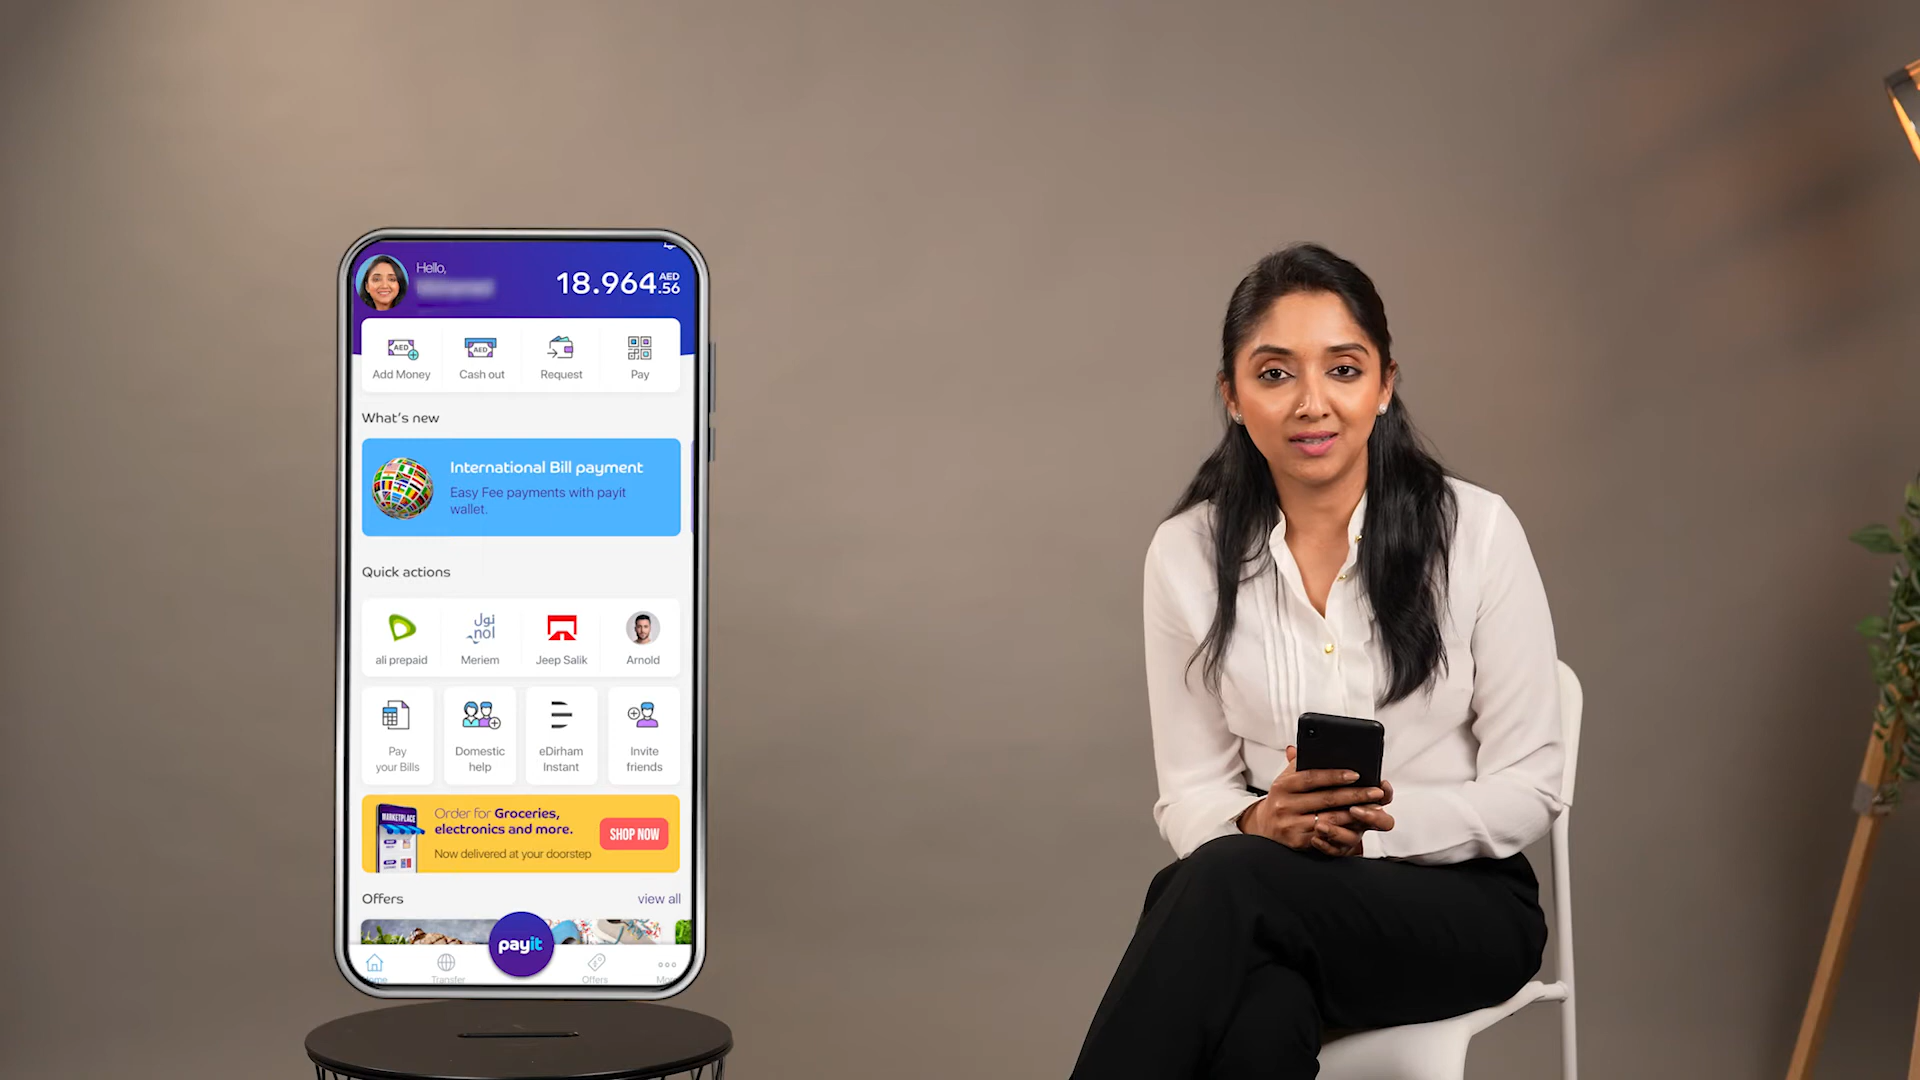 Hello,
18.964.56 AED
AED
AED
Add Money
Cash out
Request
Pay
What's new
International Bill payment
Easy Fee payments with payit
wallet.
Quick actions
نول
nol
ali prepaid
Meriem
Jeep Salik
Arnold
Pay
your Bills
Domestic
help
eDirham
Instant
Invite
friends
MARKETPLACE
Order for Groceries,
electronics and more.
Now delivered at your doorstep
SHOP NOW
Offers
view all
payit
Transfer
Offers